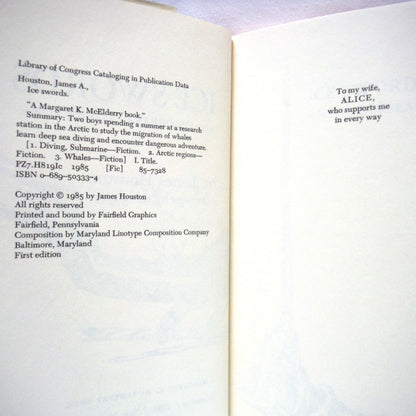 Library of Congress Cataloging in Publication Data
Houston, James A.,
Ice swords.
"A Margaret K. McElderry book."
Summary: Two boys spending a summer at a research
station in the Arctic to study the migration of whales
learn deep sea diving and encounter dangerous adventure.
[1. Diving, Submarine—Fiction. 2. Arctic regions—
Fiction. 3. Whales—Fiction] I. Title.
PZ7.H819Ic 1985 [Fic] 85-7328
ISBN 0-689-50333-4
Copyright © 1985 by James Houston
All rights reserved
Printed and bound by Fairfield Graphics
Fairfield, Pennsylvania
Composition by Maryland Linotype Composition Company
Baltimore, Maryland
First edition
To my wife,
ALICE,
who supports me
in every way